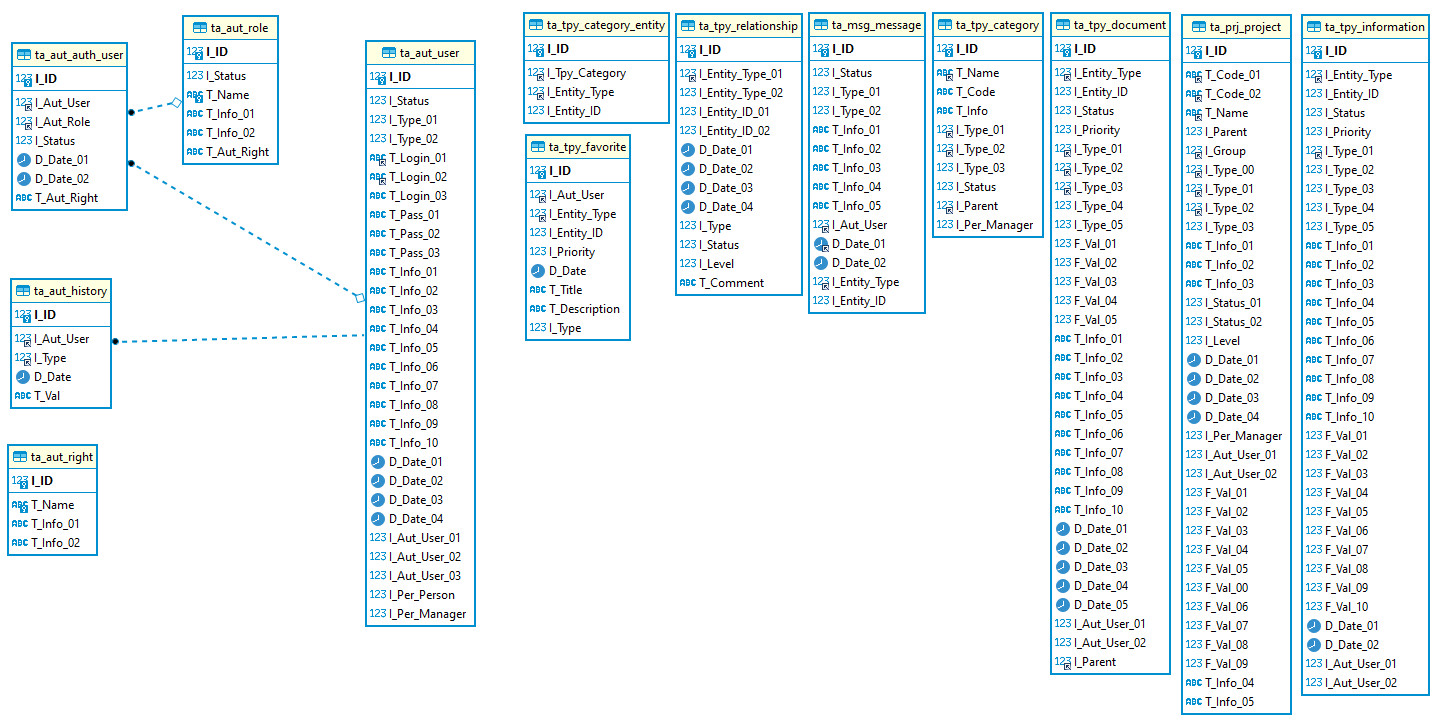 ta_aut_auth_user
I_ID
I_Aut_User
I_Aut_Role
I_Status
D_Date_01
D_Date_02
T_Aut_Right
ta_aut_role
I_ID
I_Status
T_Name
T_Info_01
T_Info_02
T_Aut_Right
ta_aut_history
I_ID
I_Aut_User
I_Type
D_Date
T_Val
ta_aut_right
I_ID
T_Name
T_Info_01
T_Info_02
ta_aut_user
I_ID
I_Status
I_Type_01
I_Type_02
T_Login_01
T_Login_02
T_Login_03
T_Pass_01
T_Pass_02
T_Pass_03
T_Info_01
T_Info_02
T_Info_03
T_Info_04
T_Info_05
T_Info_06
T_Info_07
T_Info_08
T_Info_09
T_Info_10
D_Date_01
D_Date_02
D_Date_03
D_Date_04
I_Aut_User_01
I_Aut_User_02
I_Aut_User_03
I_Per_Person
I_Per_Manager
ta_tpy_category_entity
I_ID
I_Tpy_Category
I_Entity_Type
I_Entity_ID
ta_tpy_favorite
I_ID
I_Aut_User
I_Entity_Type
I_Entity_ID
I_Priority
D_Date
T_Title
T_Description
I_Type
ta_tpy_relationship
I_ID
I_Entity_Type_01
I_Entity_Type_02
I_Entity_ID_01
I_Entity_ID_02
D_Date_01
D_Date_02
D_Date_03
D_Date_04
I_Type
I_Status
I_Level
T_Comment
ta_msg_message
I_ID
I_Status
I_Type_01
I_Type_02
T_Info_01
T_Info_02
T_Info_03
T_Info_04
T_Info_05
I_Aut_User
D_Date_01
D_Date_02
I_Entity_Type
I_Entity_ID
ta_tpy_category
I_ID
T_Name
T_Code
T_Info
I_Type_01
I_Type_02
I_Type_03
I_Status
I_Parent
I_Per_Manager
ta_tpy_document
I_ID
I_Entity_Type
I_Entity_ID
I_Status
I_Priority
I_Type_01
I_Type_02
I_Type_03
I_Type_04
I_Type_05
F_Val_01
F_Val_02
F_Val_03
F_Val_04
F_Val_05
T_Info_01
T_Info_02
T_Info_03
T_Info_04
T_Info_05
T_Info_06
T_Info_07
T_Info_08
T_Info_09
T_Info_10
D_Date_01
D_Date_02
D_Date_03
D_Date_04
D_Date_05
I_Aut_User_01
I_Aut_User_02
I_Parent
ta_prj_project
I_ID
T_Code_01
T_Code_02
T_Name
I_Parent
I_Group
I_Type_00
I_Type_01
I_Type_02
I_Type_03
T_Info_01
T_Info_02
T_Info_03
I_Status_01
I_Status_02
I_Level
D_Date_01
D_Date_02
D_Date_03
D_Date_04
I_Per_Manager
I_Aut_User_01
I_Aut_User_02
F_Val_01
F_Val_02
F_Val_03
F_Val_04
F_Val_05
F_Val_00
F_Val_06
F_Val_07
F_Val_08
F_Val_09
T_Info_04
T_Info_05
ta_tpy_information
I_ID
I_Entity_Type
I_Entity_ID
I_Status
I_Priority
I_Type_01
I_Type_02
I_Type_03
I_Type_04
I_Type_05
T_Info_01
T_Info_02
T_Info_03
T_Info_04
T_Info_05
T_Info_06
T_Info_07
T_Info_08
T_Info_09
T_Info_10
F_Val_01
F_Val_02
F_Val_03
F_Val_04
F_Val_05
F_Val_06
F_Val_07
F_Val_08
F_Val_09
F_Val_10
D_Date_01
D_Date_02
I_Aut_User_01
I_Aut_User_02